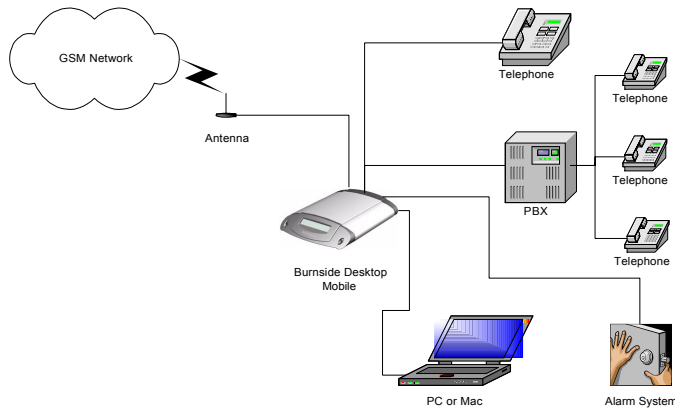 GSM Network
Telephone
Telephone
Antenna
Telephone
PBX
Telephone
Burnside Desktop
Mobile
PC or Mac
Alarm System